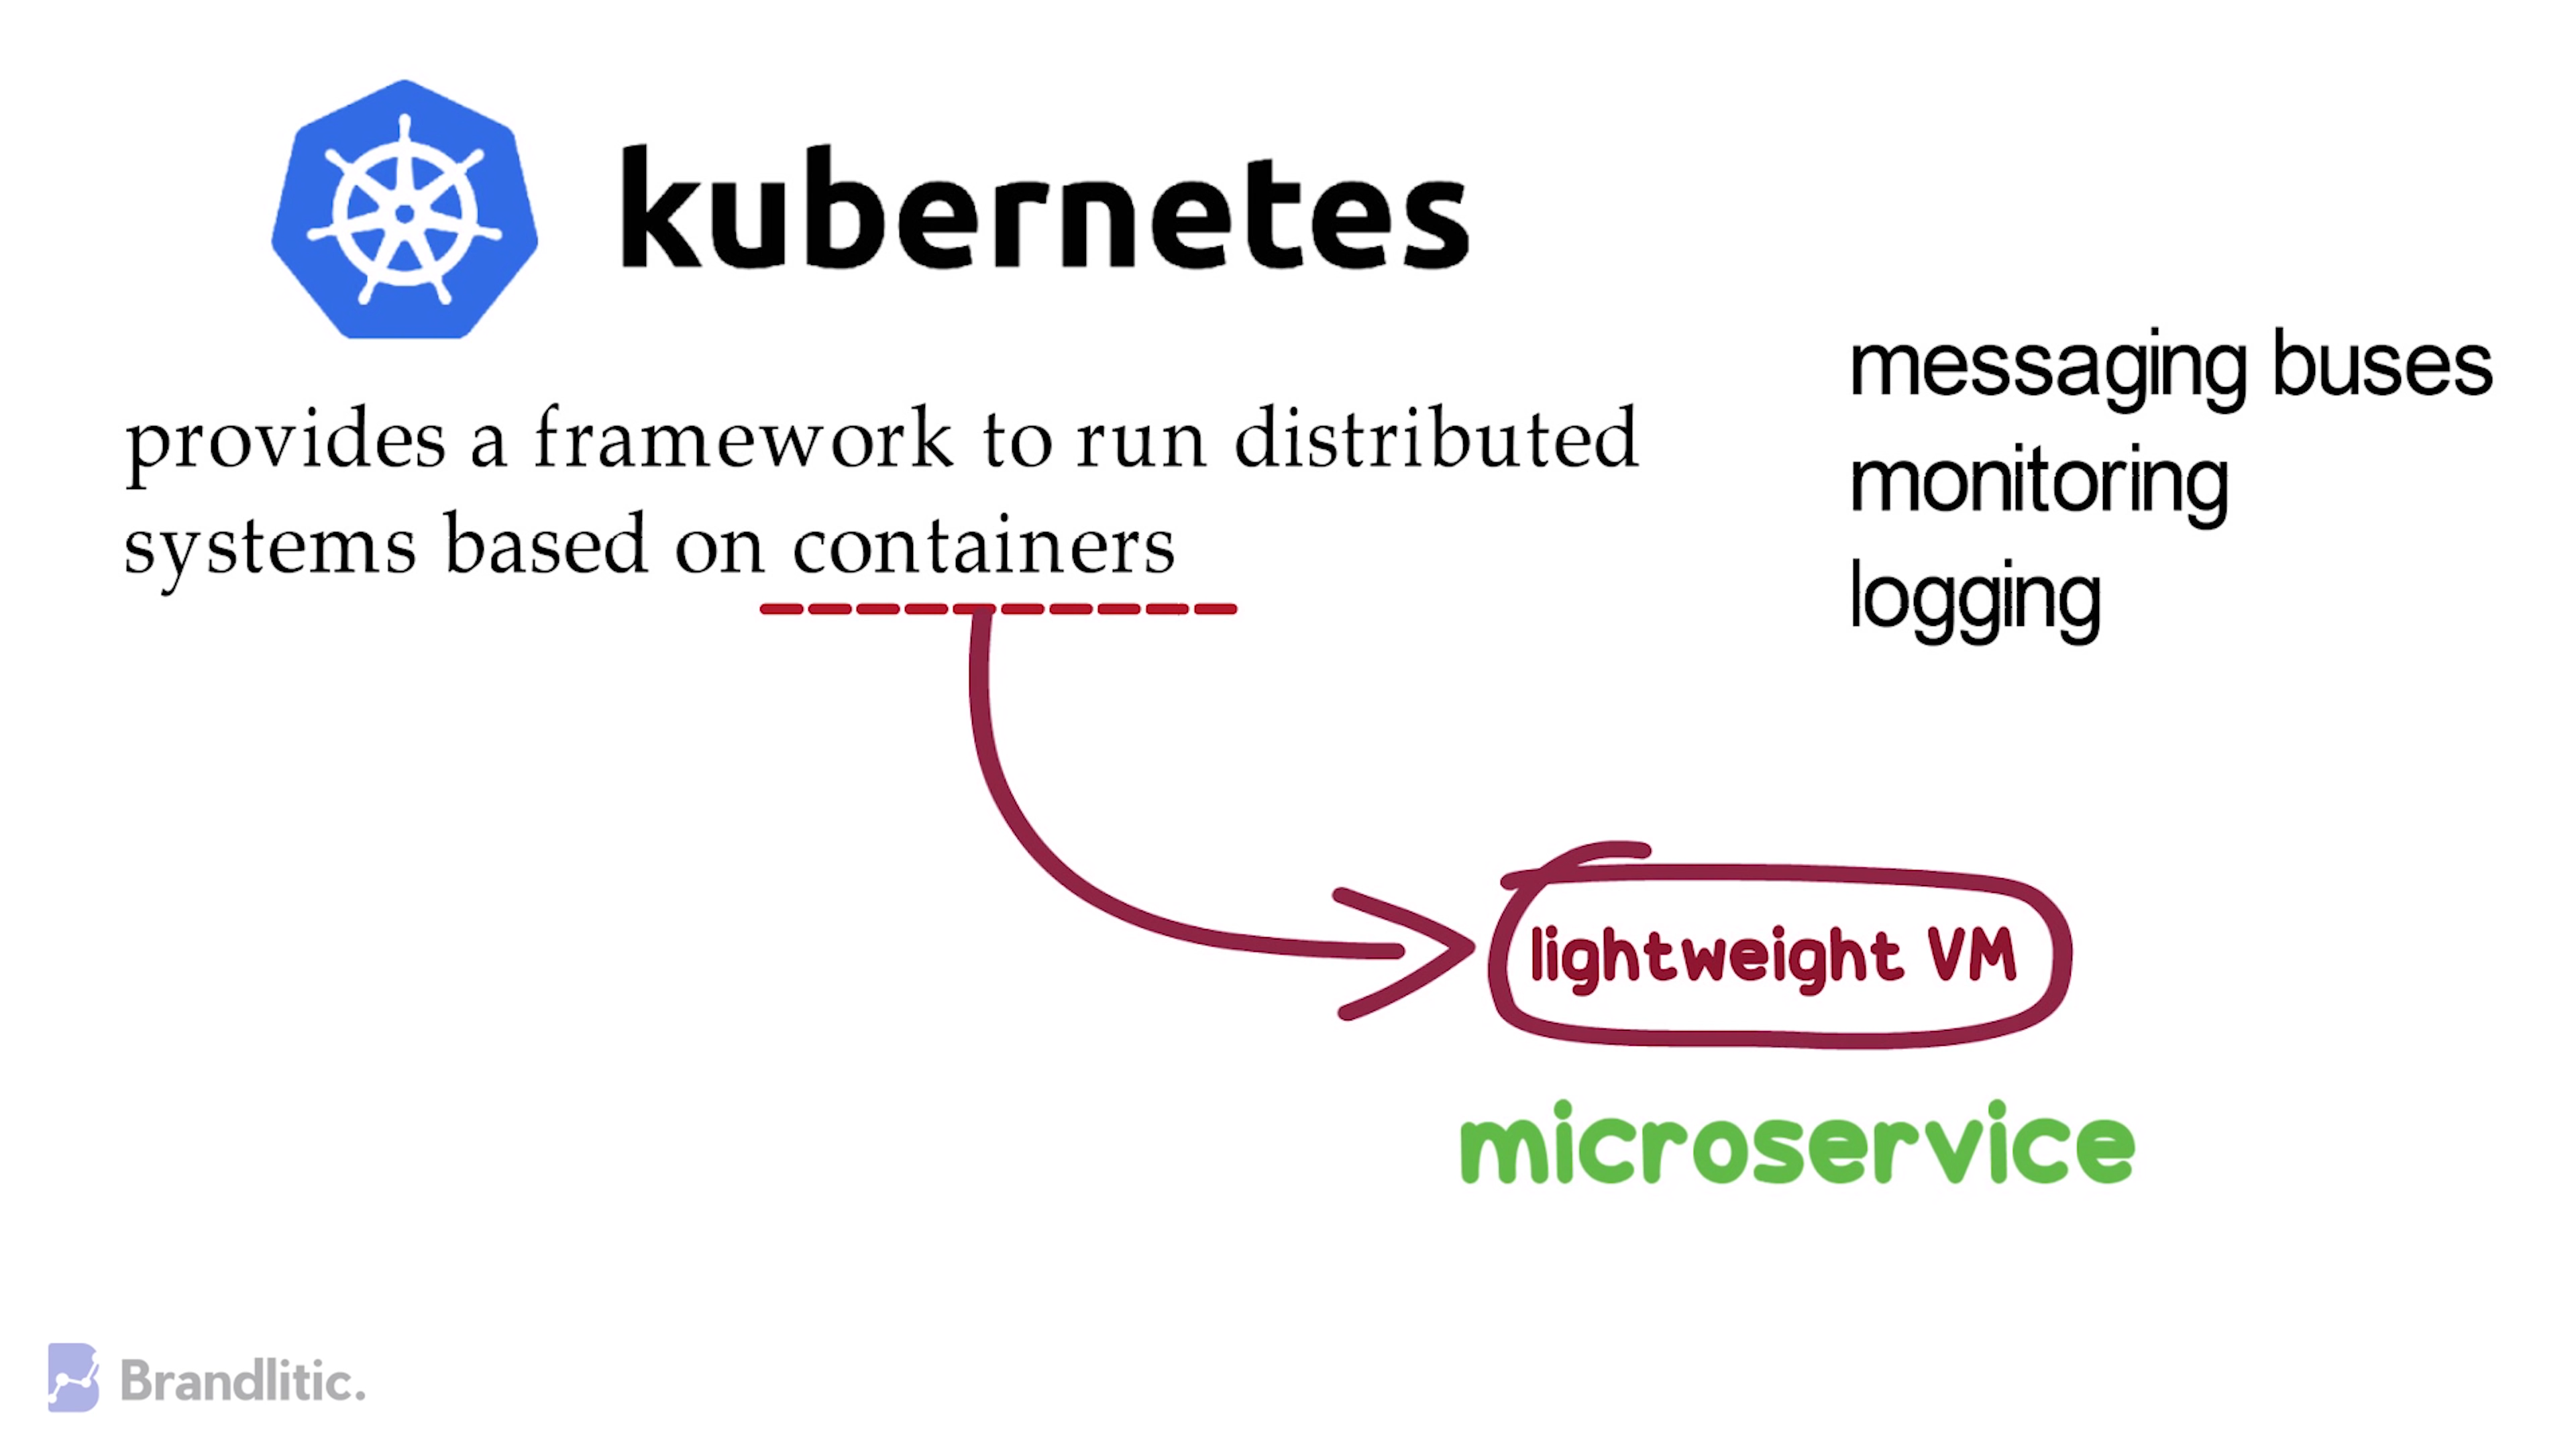 kubernetes
provides a framework to run distributed
systems based on containers
messaging buses
monitoring
logging
lightweight VM
microservice
Brandlitic.